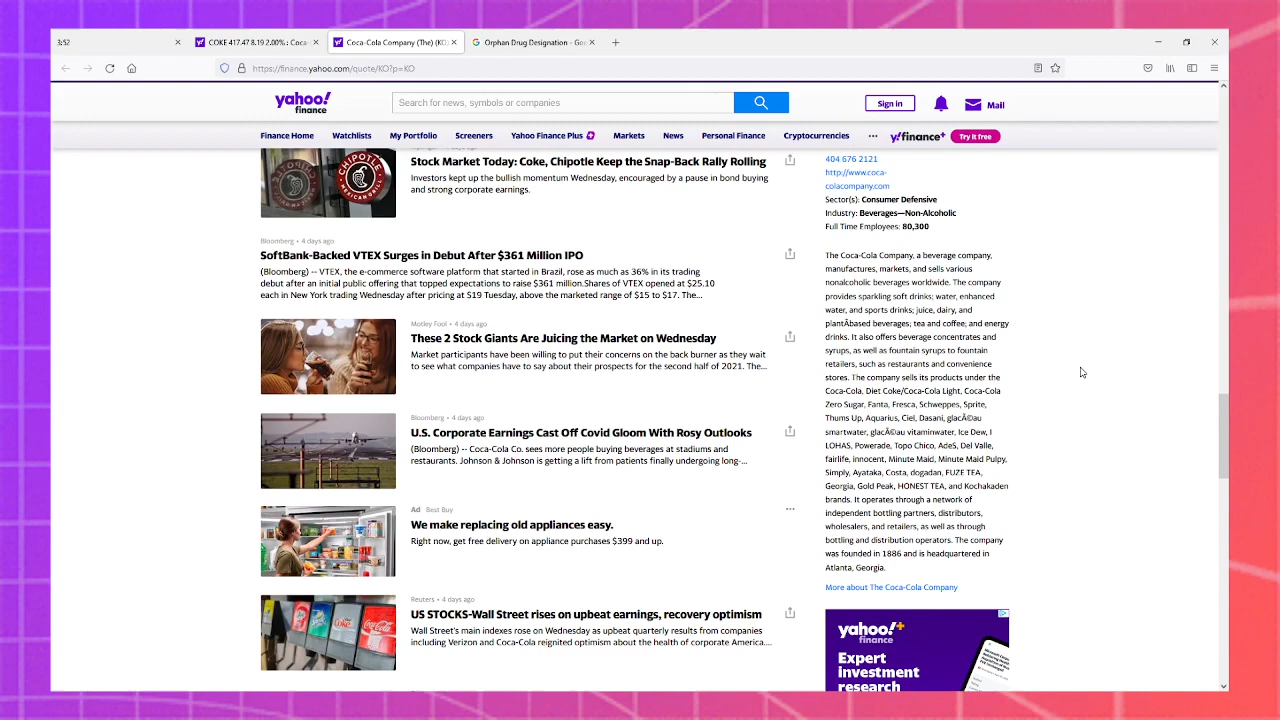 3:52
COKE 417.47 8.19 2.00% : Coca-
Coca-Cola Company (The) (KO)
Orphan Drug Designation - Goo
https://finance.yahoo.com/quote/KO?p=KO
yahoo!
finance
Search for news, symbols or companies
Sign in
Mail
Finance Home
Watchlists
My Portfolio
Screeners
Yahoo Finance Plus
Markets
News
Personal Finance
Cryptocurrencies
...
y!finance+
Try it free
Stock Market Today: Coke, Chipotle Keep the Snap-Back Rally Rolling
Investors kept up the bullish momentum Wednesday, encouraged by a pause in bond buying
and strong corporate earnings.
CHIPOTLE
MEXICAN GRILL
Bloomberg • 4 days ago
SoftBank-Backed VTEX Surges in Debut After $361 Million IPO
(Bloomberg) -- VTEX, the e-commerce software platform that started in Brazil, rose as much as 36% in its trading
debut after an initial public offering that topped expectations to raise $361 million.Shares of VTEX opened at $25.10
each in New York trading Wednesday after pricing at $19 Tuesday, above the marketed range of $15 to $17. The...
Motley Fool • 4 days ago
These 2 Stock Giants Are Juicing the Market on Wednesday
Market participants have been willing to put their concerns on the back burner as they wait
to see what companies have to say about their prospects for the second half of 2021. The...
Bloomberg • 4 days ago
U.S. Corporate Earnings Cast Off Covid Gloom With Rosy Outlooks
(Bloomberg) -- Coca-Cola Co. sees more people buying beverages at stadiums and
restaurants. Johnson & Johnson is getting a lift from patients finally undergoing long-...
Ad Best Buy
We make replacing old appliances easy.
Right now, get free delivery on appliance purchases $399 and up.
Reuters • 4 days ago
US STOCKS-Wall Street rises on upbeat earnings, recovery optimism
Wall Street's main indexes rose on Wednesday as upbeat quarterly results from companies
including Verizon and Coca-Cola reignited optimism about the health of corporate America....
Coke
Coca-Cola
404 676 2121
http://www.coca-
colacompany.com
Sector(s): Consumer Defensive
Industry: Beverages—Non-Alcoholic
Full Time Employees: 80,300
The Coca-Cola Company, a beverage company,
manufactures, markets, and sells various
nonalcoholic beverages worldwide. The company
provides sparkling soft drinks; water, enhanced
water, and sports drinks; juice, dairy, and
plantÂbased beverages; tea and coffee; and energy
drinks. It also offers beverage concentrates and
syrups, as well as fountain syrups to fountain
retailers, such as restaurants and convenience
stores. The company sells its products under the
Coca-Cola, Diet Coke/Coca-Cola Light, Coca-Cola
Zero Sugar, Fanta, Fresca, Schweppes, Sprite,
Thums Up, Aquarius, Ciel, Dasani, glacÃ©au
smartwater, glacÃ©au vitaminwater, Ice Dew, I
LOHAS, Powerade, Topo Chico, AdeS, Del Valle,
fairlife, innocent, Minute Maid, Minute Maid Pulpy,
Simply, Ayataka, Costa, dogadan, FUZE TEA,
Georgia, Gold Peak, HONEST TEA, and Kochakaden
brands. It operates through a network of
independent bottling partners, distributors,
wholesalers, and retailers, as well as through
bottling and distribution operators. The company
was founded in 1886 and is headquartered in
Atlanta, Georgia.
More about The Coca-Cola Company
yahoo!+
finance
Expert
investment
research